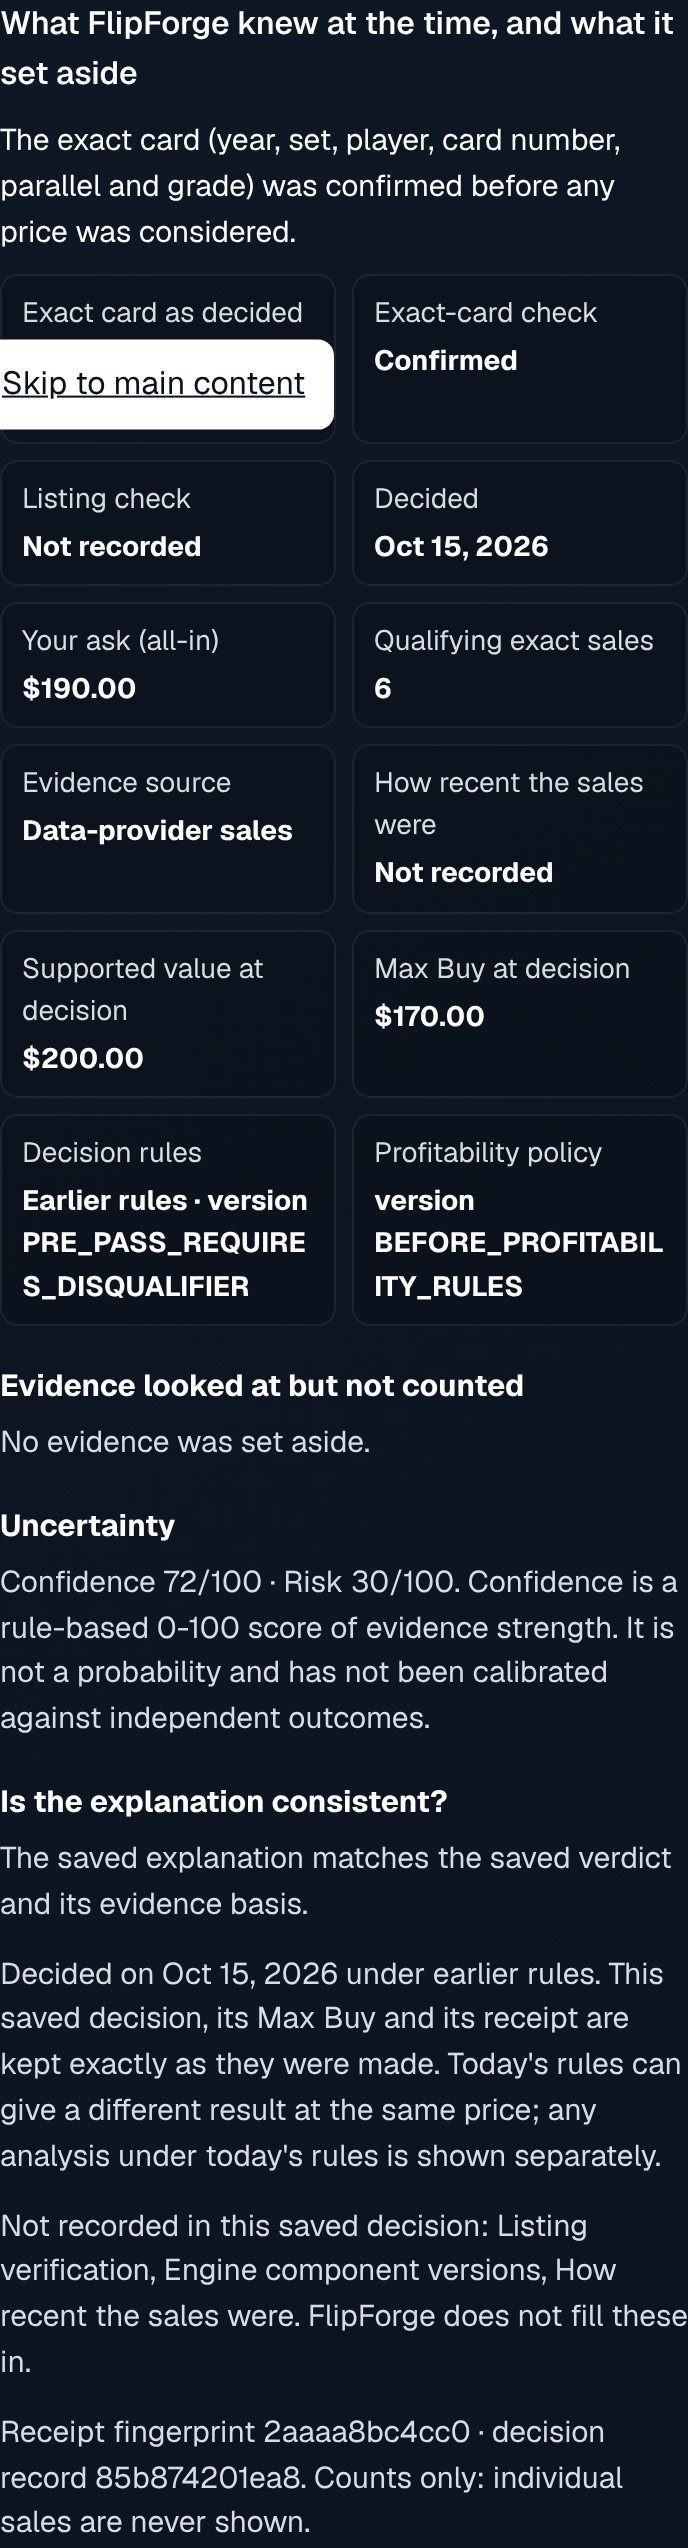 What FlipForge knew at the time, and what it
set aside
The exact card (year, set, player, card number,
parallel and grade) was confirmed before any
price was considered.
Exact card as decided
Skip to main content
Exact-card check
Confirmed
Listing check
Not recorded
Decided
Oct 15, 2026
Your ask (all-in)
$190.00
Qualifying exact sales
6
Evidence source
Data-provider sales
How recent the sales
were
Not recorded
Supported value at
decision
$200.00
Max Buy at decision
$170.00
Decision rules
Earlier rules · version
PRE_PASS_REQUIRE
S_DISQUALIFIER
Profitability policy
version
BEFORE_PROFITABIL
ITY_RULES
Evidence looked at but not counted
No evidence was set aside.
Uncertainty
Confidence 72/100 · Risk 30/100. Confidence is a
rule-based 0-100 score of evidence strength. It is
not a probability and has not been calibrated
against independent outcomes.
Is the explanation consistent?
The saved explanation matches the saved verdict
and its evidence basis.
Decided on Oct 15, 2026 under earlier rules. This
saved decision, its Max Buy and its receipt are
kept exactly as they were made. Today's rules can
give a different result at the same price; any
analysis under today's rules is shown separately.
Not recorded in this saved decision: Listing
verification, Engine component versions, How
recent the sales were. FlipForge does not fill these
in.
Receipt fingerprint 2aaaa8bc4cc0 · decision
record 85b874201ea8. Counts only: individual
sales are never shown.